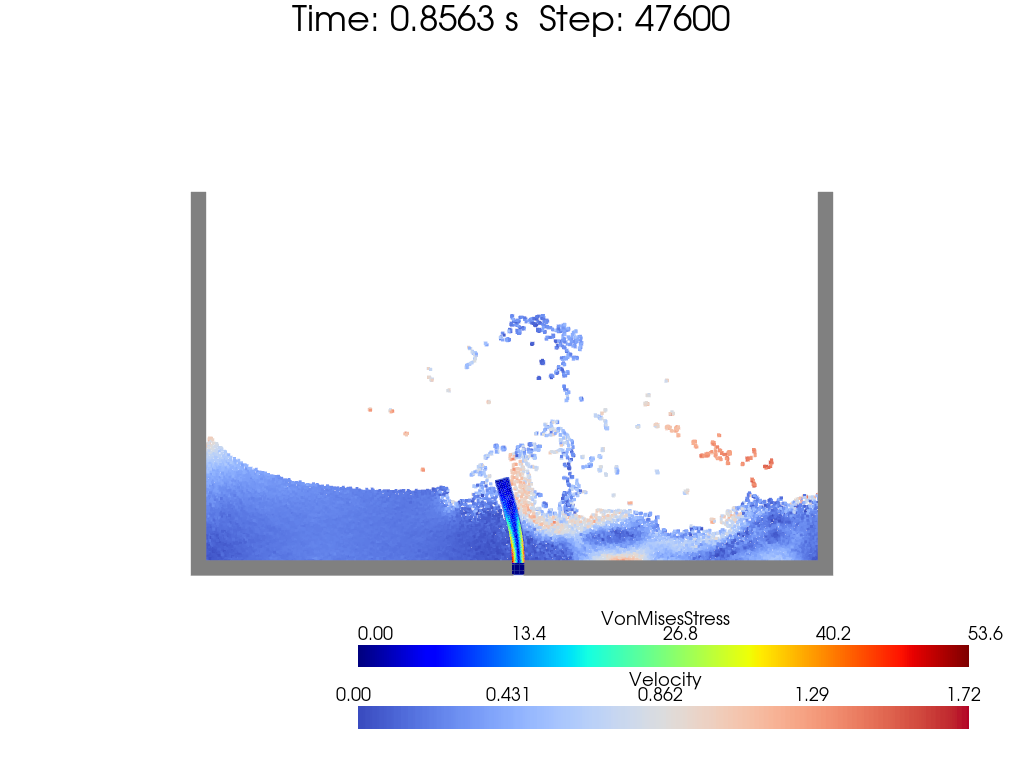 Time: 0.8563 s  Step: 47600
VonMisesStress
0.00 13.4 26.8 40.2 53.6
Velocity
0.00 0.431 0.862 1.29 1.72